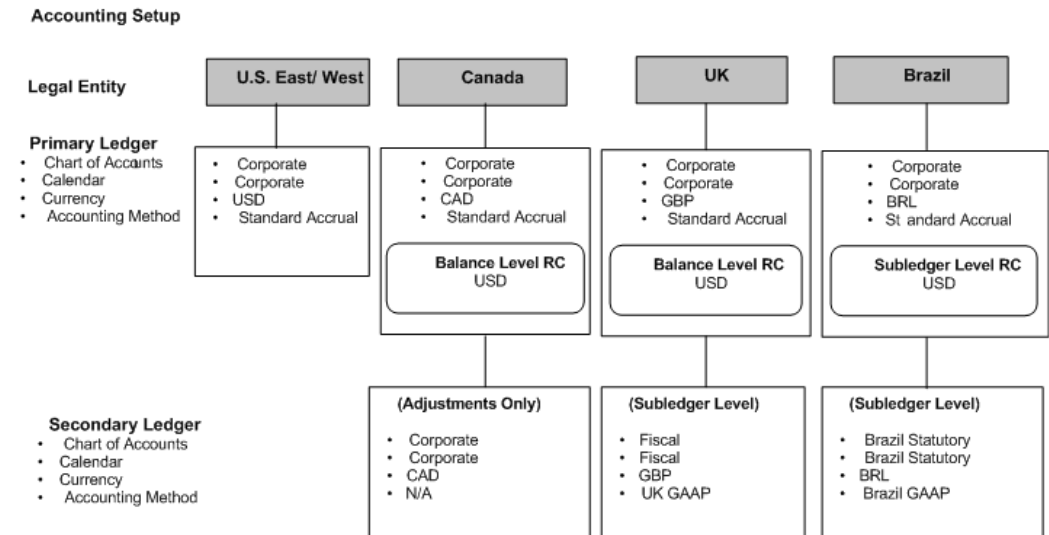 Accounting Setup
Legal Entity
U.S. East/ West
Canada
UK
Brazil
Primary Ledger
• Chart of Accounts
• Calendar
• Currency
• Accounting Method
• Corporate
• Corporate
• USD
• Standard Accrual
• Corporate
• Corporate
• CAD
• Standard Accrual
Balance Level RC
USD
• Corporate
• Corporate
• GBP
• Standard Accrual
Balance Level RC
USD
• Corporate
• Corporate
• BRL
• St andard Accrual
Subledger Level RC
USD
Secondary Ledger
• Chart of Accounts
• Calendar
• Currency
• Accounting Method
(Adjustments Only)
• Corporate
• Corporate
• CAD
• N/A
(Subledger Level)
• Fiscal
• Fiscal
• GBP
• UK GAAP
(Subledger Level)
• Brazil Statutory
• Brazil Statutory
• BRL
• Brazil GAAP